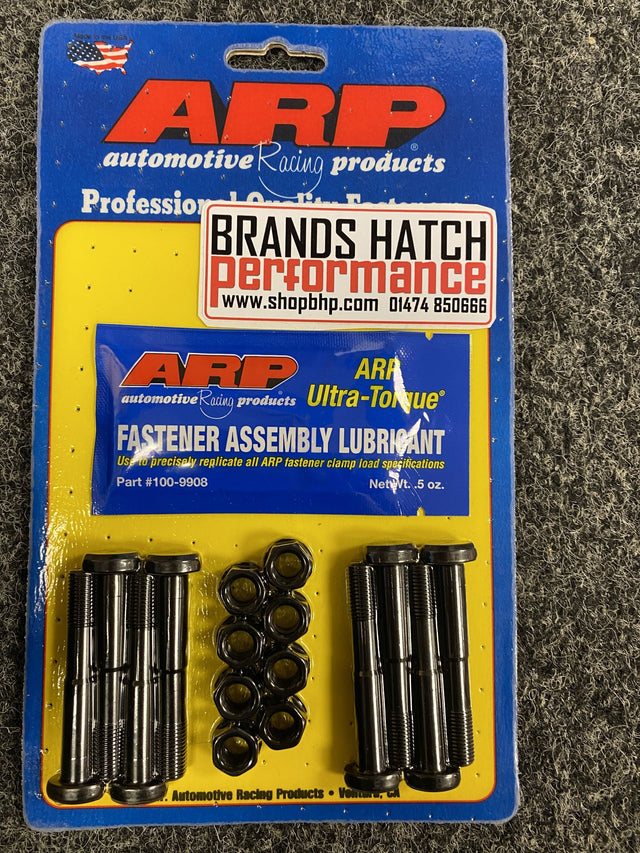 Made in the USA
ARP
automotive Racing products
Professional Quality
BRANDS HATCH
performance
www.shopbhp.com 01474 850666
ARP
automotive Racing products
ARP
Ultra-Torque®
FASTENER ASSEMBLY LUBRICANT
Use to precisely replicate all ARP fastener clamp load specifications
Part #100-9908 Net Wt. .5 oz.
Automotive Racing Products • Ventura, CA